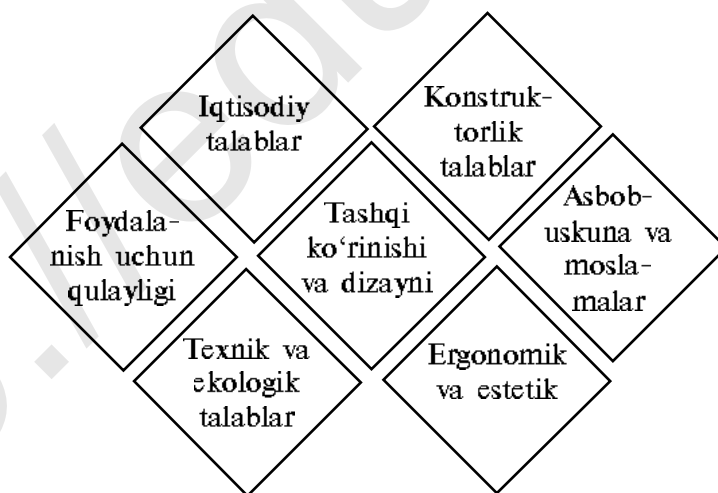 Iqtisodiy
talablar
Konstruk-
torlik
talablar
Foydala-
nish uchun
qulayligi
Tashqi
ko‘rinishi
va dizayni
Asbob-
uskuna va
mosla-
malar
Texnik va
ekologik
talablar
Ergonomik
va estetik